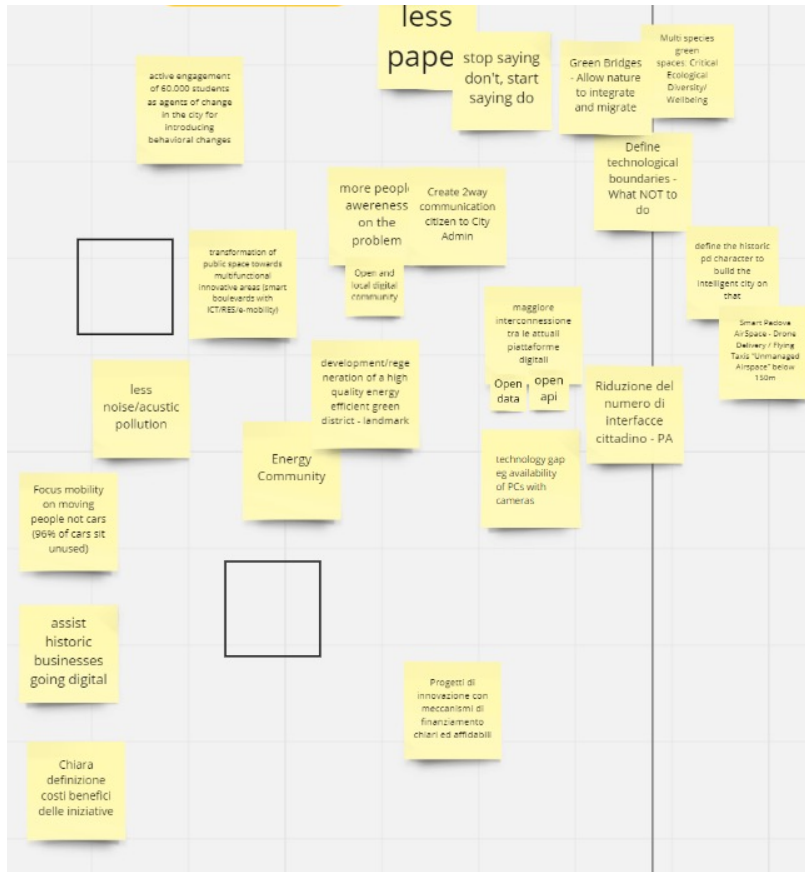 less
pape
stop saying
don't, start
saying do
Green Bridges
- Allow nature
to integrate
and migrate
Multi species
green
spaces: Critical
Ecological
Diversity/
Wellbeing
active engagement
of 60.000 students
as agents of change
in the city for
introducing
behavioral changes
Define
technological
boundaries -
What NOT to
do
more peopl
awereness
on the
problem
Create 2way
communication
citizen to City
Admin
Open and
local digital
community
transformation of
public space towards
multifunctional
innovative areas (smart
boulevards with
ICT/RES/e-mobility)
define the historic
pd character to
build the
intelligent city on
that
maggiore
interconnessione
tra le attuali
piattaforme
digitali
Open
data
open
api
Smart Padova
AirSpace - Drone
Delivery / Flying
Taxis "Unmanaged
Airspace" below
150m
less
noise/acustic
pollution
development/rege
neration of a high
quality energy
efficient green
district - landmark
Riduzione del
numero di
interfacce
cittadino - PA
Energy
Community
technology gap
eg availability
of PCs with
cameras
Focus mobility
on moving
people not cars
(96% of cars sit
unused)
assist
historic
businesses
going digital
Progetti di
innovazione con
meccanismi di
finanziamento
chiari ed affidabili
Chiara
definizione
costi benefici
delle iniziative